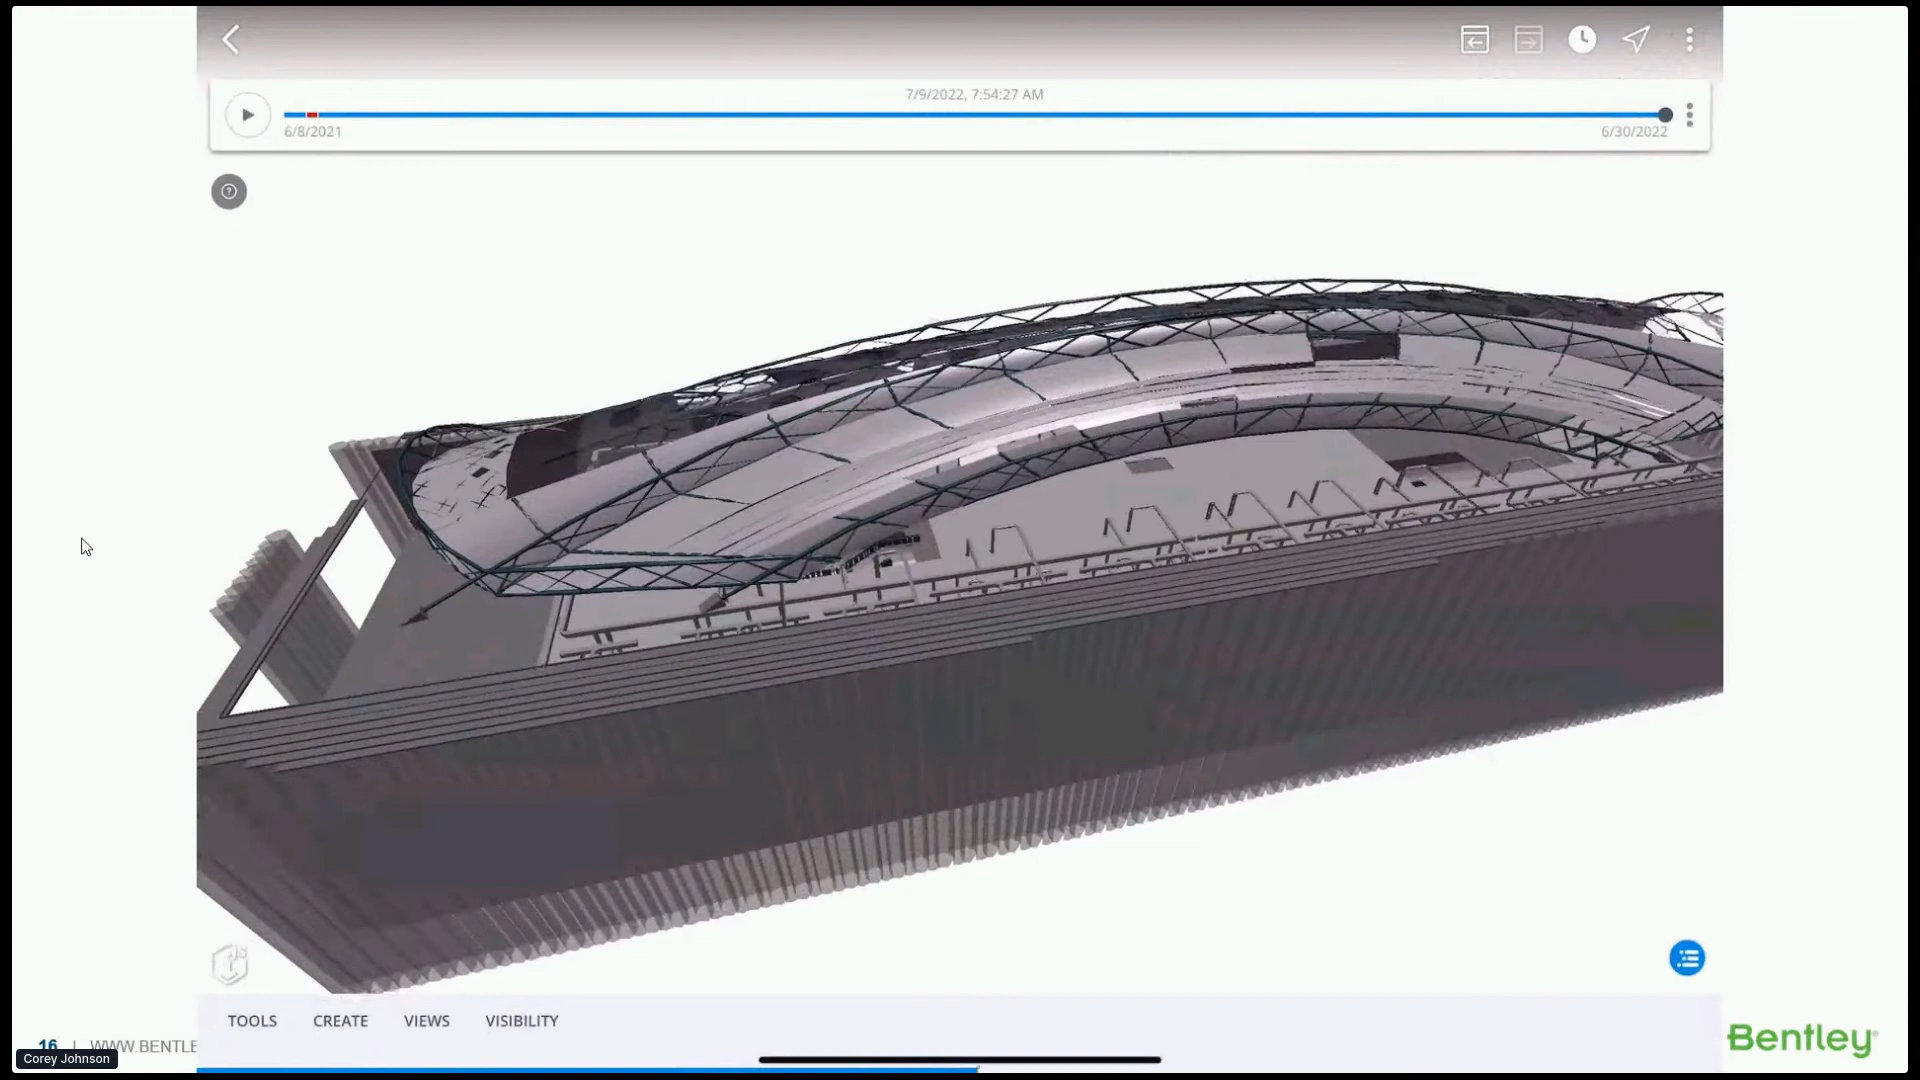 7/9/2022, 7:54:27 AM
6/8/2021
6/30/2022
TOOLS
CREATE
VIEWS
VISIBILITY
16 | WWW.BENTLE
Corey Johnson
Bentley